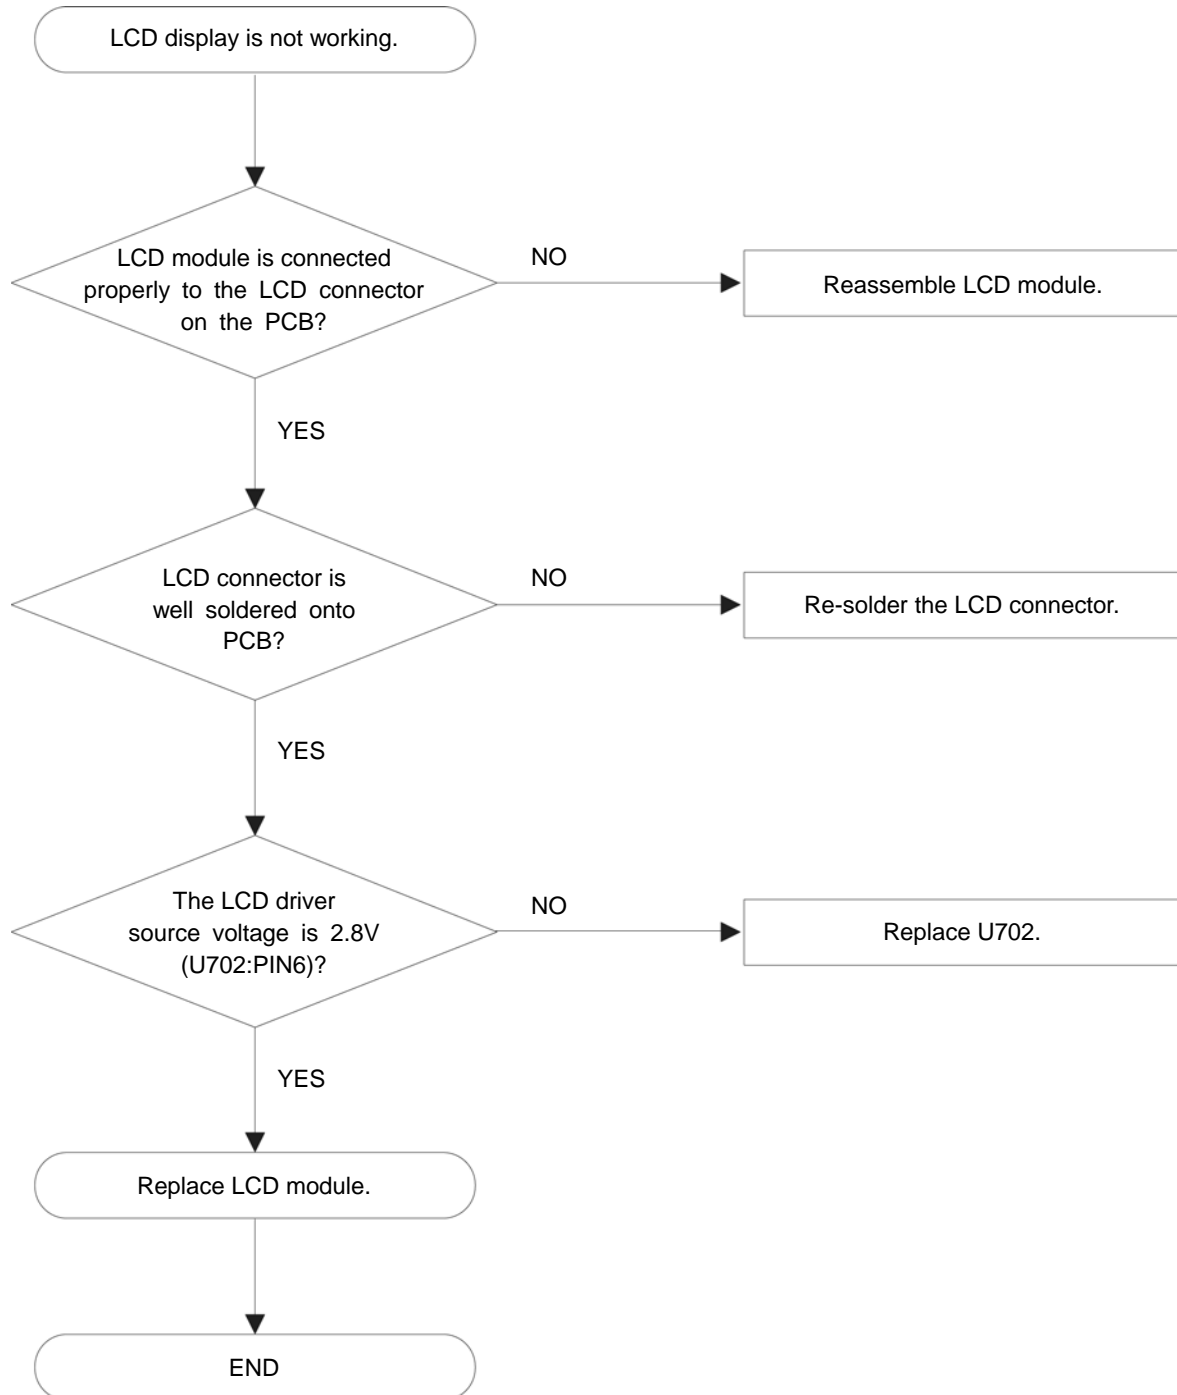 LCD display is not working.
LCD module is connected
properly to the LCD connector
on the PCB?
NO
Reassemble LCD module.
YES
LCD connector is
well soldered onto
PCB?
NO
Re-solder the LCD connector.
YES
The LCD driver
source voltage is 2.8V
(U702:PIN6)?
NO
Replace U702.
YES
Replace LCD module.
END